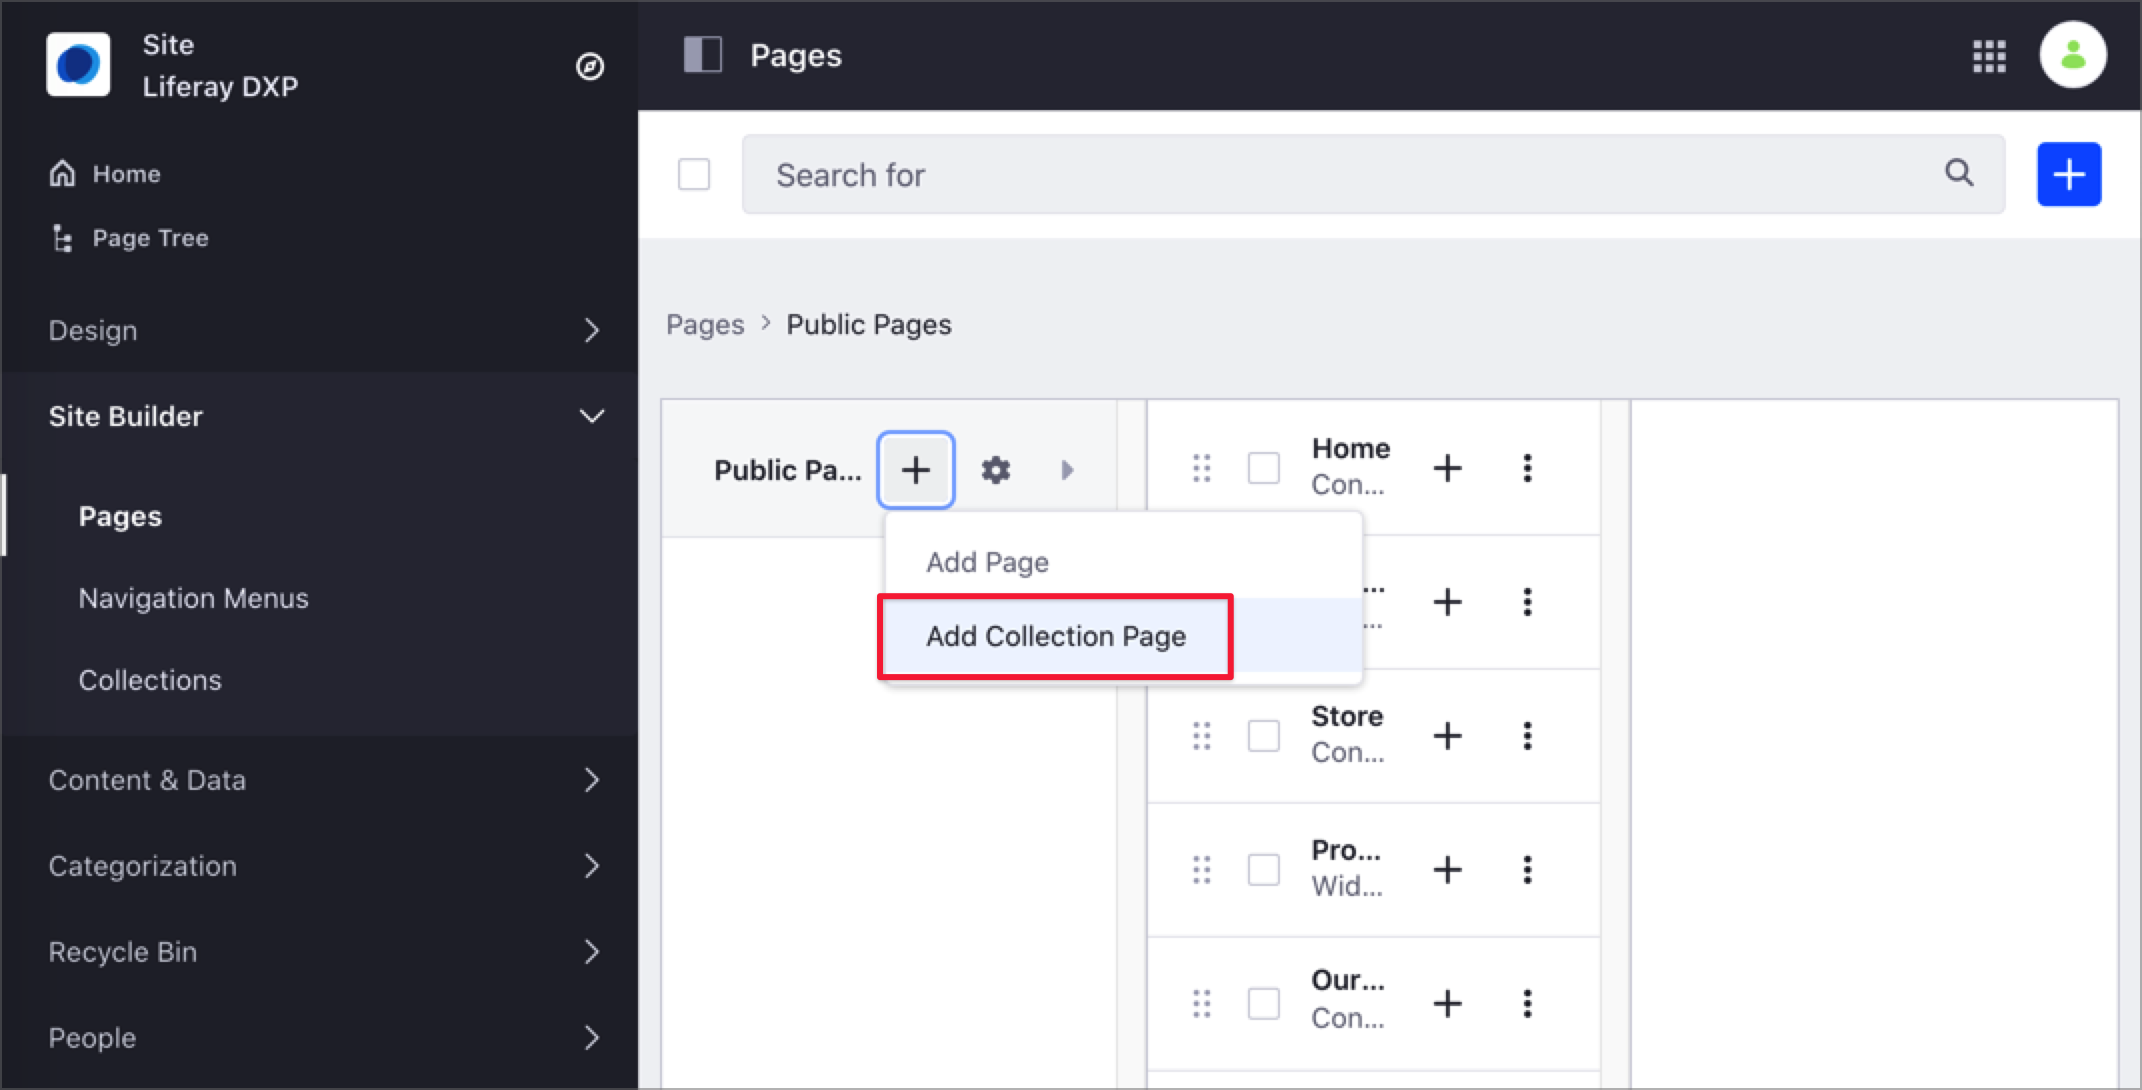 Site
Liferay DXP
Home
Page Tree
Design
Site Builder
Pages
Navigation Menus
Collections
Content & Data
Categorization
Recycle Bin
People
Pages
Search for
Pages > Public Pages
Public Pa...
Add Page
Add Collection Page
Home
Con...
...
...
Store
Con...
Pro...
Wid...
Our...
Con...